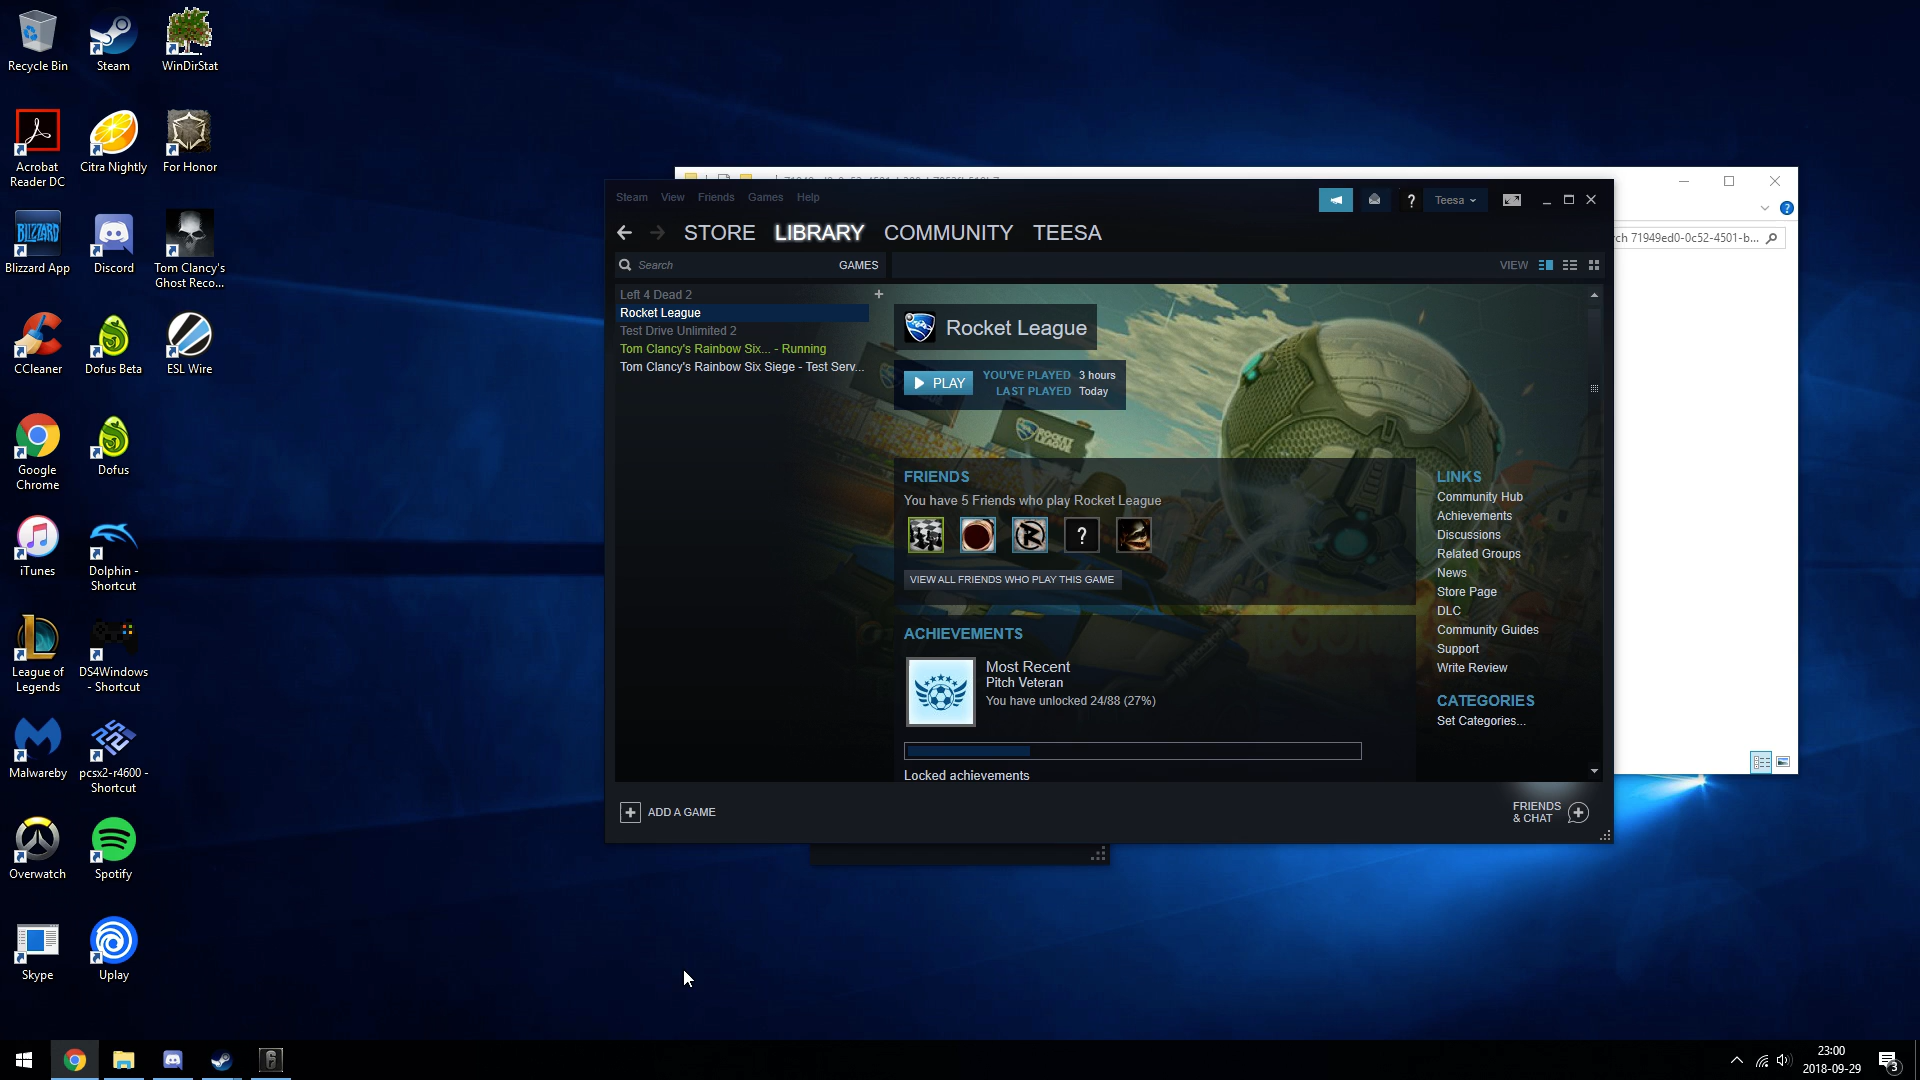 Recycle Bin
Steam
WinDirStat
Acrobat
Reader DC
Citra Nightly
For Honor
BLIZZARD
Blizzard App
Discord
Tom Clancy's
Ghost Reco...
CCleaner
Dofus Beta
ESL Wire
Google
Chrome
Dofus
iTunes
Dolphin -
Shortcut
League of
Legends
DS4Windows
- Shortcut
Malwareby
pcsx2-r4600 -
Shortcut
Overwatch
Spotify
Skype
Uplay
Steam View Friends Games Help
Teesa
STORE LIBRARY COMMUNITY TEESA
Search
GAMES
VIEW
Left 4 Dead 2
Rocket League
Test Drive Unlimited 2
Tom Clancy's Rainbow Six... - Running
Tom Clancy's Rainbow Six Siege - Test Serv...
Rocket League
PLAY
YOU'VE PLAYED 3 hours
LAST PLAYED Today
ROCKET
LEAGUE
FRIENDS
You have 5 Friends who play Rocket League
VIEW ALL FRIENDS WHO PLAY THIS GAME
ACHIEVEMENTS
Most Recent
Pitch Veteran
You have unlocked 24/88 (27%)
Locked achievements
LINKS
Community Hub
Achievements
Discussions
Related Groups
News
Store Page
DLC
Community Guides
Support
Write Review
CATEGORIES
Set Categories...
ADD A GAME
FRIENDS
& CHAT
rch 71949ed0-0c52-4501-b...
23:00
2018-09-29
3